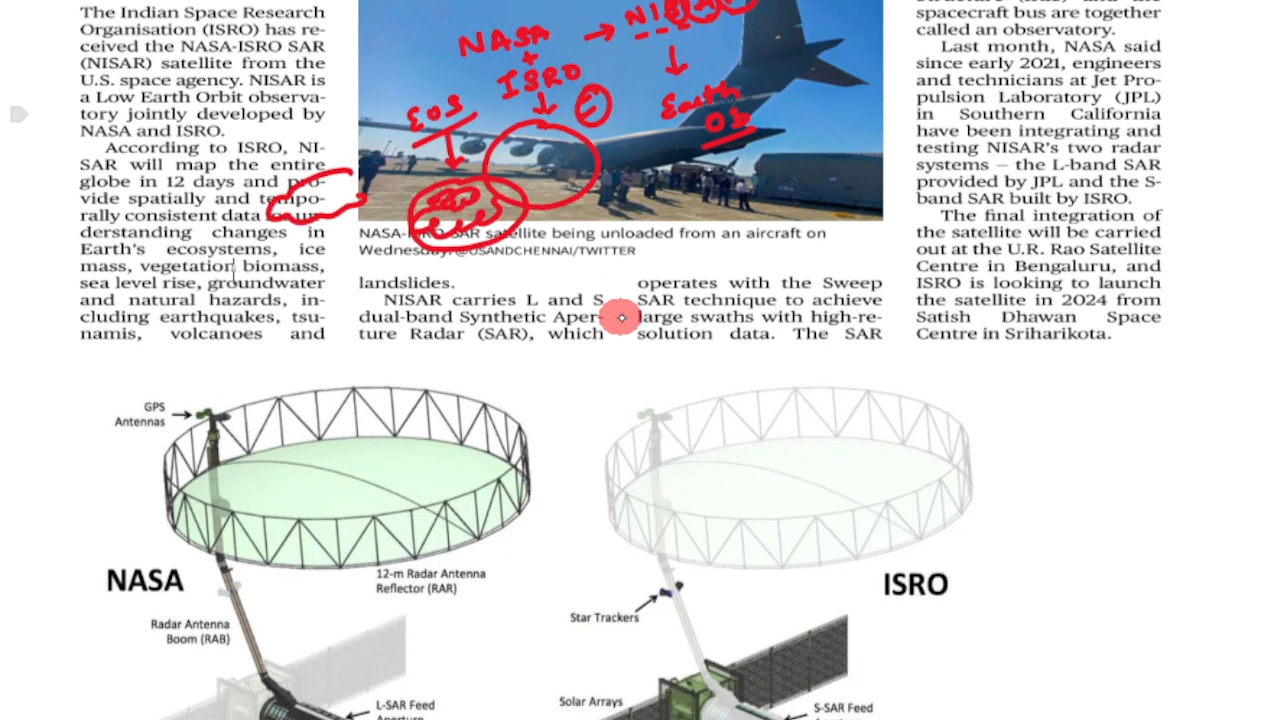 The Indian Space Research
Organisation (ISRO) has re-
ceived the NASA-ISRO SAR
(NISAR) satellite from the
U.S. space agency. NISAR is
a Low Earth Orbit observa-
tory jointly developed by
NASA and ISRO.
According to ISRO, NI-
SAR will map the entire
globe in 12 days and pro-
vide spatially and tempo-
rally consistent data for un-
derstanding changes in
Earth's ecosystems, ice
mass, vegetation biomass,
sea level rise, groundwater
and natural hazards, in-
cluding earthquakes, tsu-
namis, volcanoes and
NASA
+
ISRO
EOS
Earth
Ob
NASA-ISRO SAR satellite being unloaded from an aircraft on
Wednesday. @USANDCHENNAI/TWITTER
landslides.
NISAR carries L and S
dual-band Synthetic Aper-
ture Radar (SAR), which
operates with the Sweep
SAR technique to achieve
large swaths with high-re-
solution data. The SAR
spacecraft bus are together
called an observatory.
Last month, NASA said
since early 2021, engineers
and technicians at Jet Pro-
pulsion Laboratory (JPL)
in Southern California
have been integrating and
testing NISAR's two radar
systems — the L-band SAR
provided by JPL and the S-
band SAR built by ISRO.
The final integration of
the satellite will be carried
out at the U.R. Rao Satellite
Centre in Bengaluru, and
ISRO is looking to launch
the satellite in 2024 from
Satish Dhawan Space
Centre in Sriharikota.
GPS
Antennas
NASA
12-m Radar Antenna
Reflector (RAR)
Radar Antenna
Boom (RAB)
L-SAR Feed
ISRO
Star Trackers
Solar Arrays
S-SAR Feed